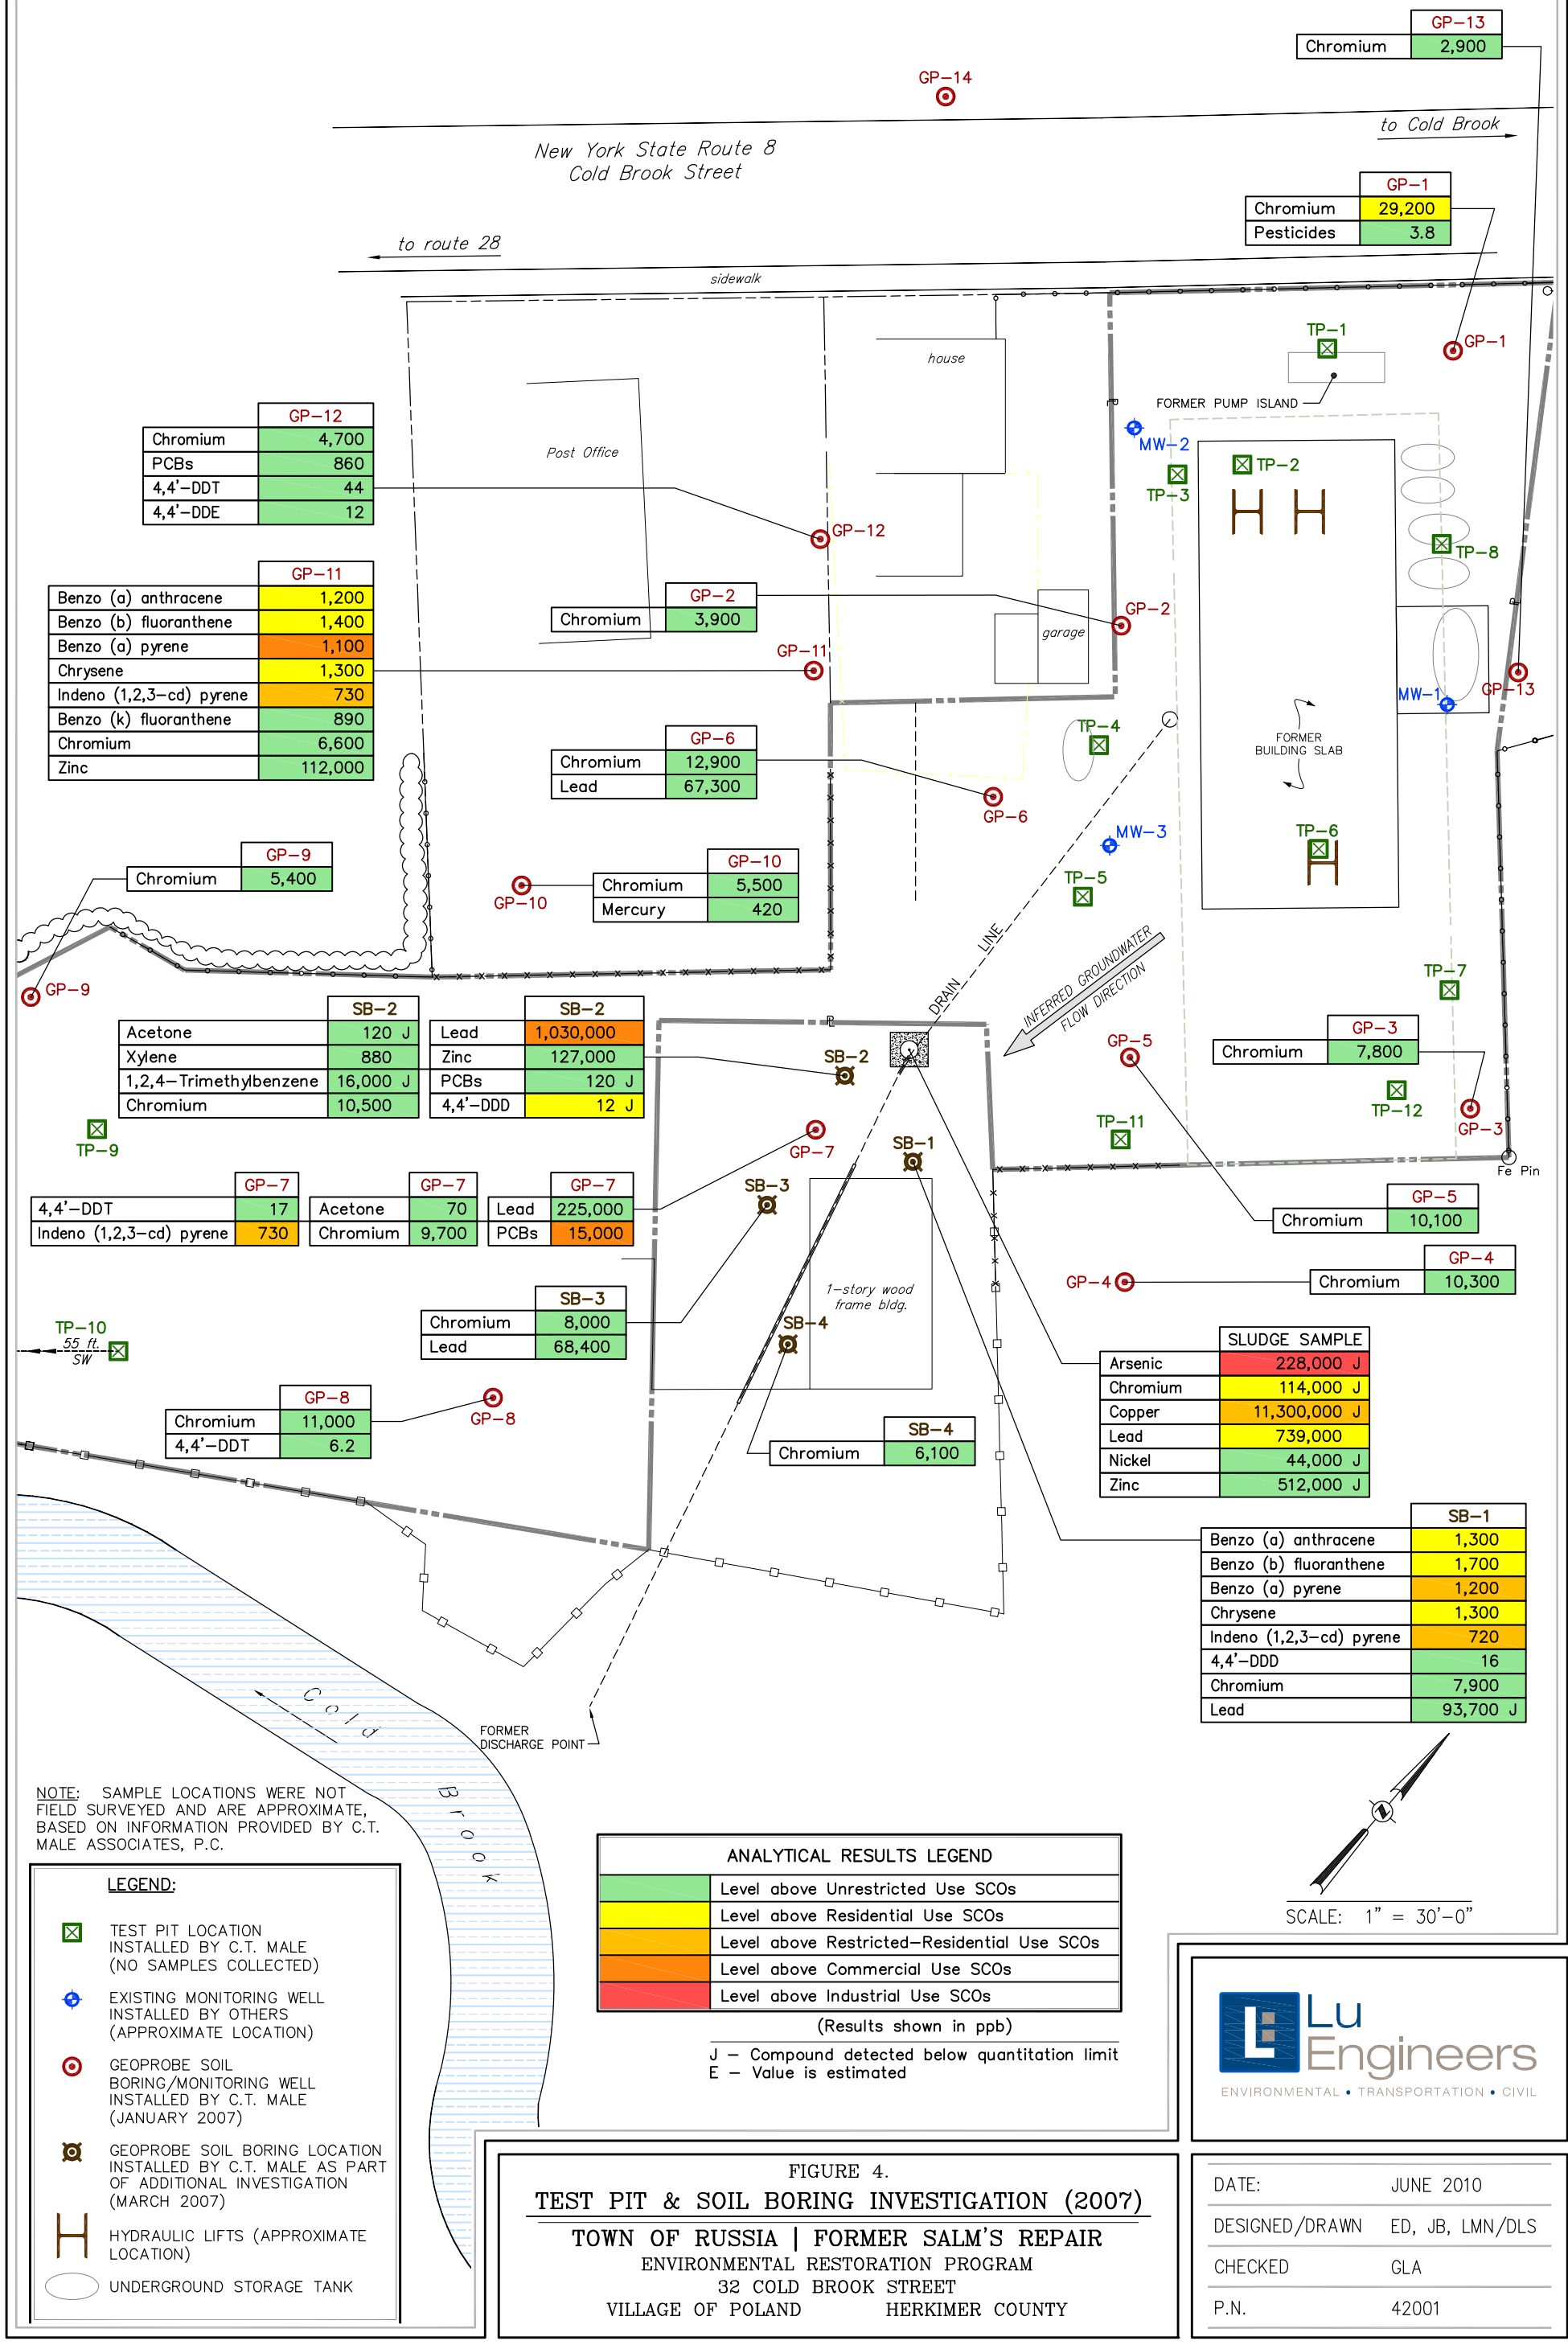 GP-13
Chromium 2,900
GP-14
to Cold Brook
New York State Route 8
Cold Brook Street
GP-1
Chromium 29,200
Pesticides 3.8
to route 28
sidewalk
TP-1
GP-1
house
FORMER PUMP ISLAND
MW-2
Post Office
TP-2
TP-3
GP-12
Chromium 4,700
PCBs 860
4,4'-DDT 44
4,4'-DDE 12
GP-12
TP-8
GP-11
Benzo (a) anthracene 1,200
Benzo (b) fluoranthene 1,400
Benzo (a) pyrene 1,100
Chrysene 1,300
Indeno (1,2,3-cd) pyrene 730
Benzo (k) fluoranthene 890
Chromium 6,600
Zinc 112,000
GP-2
Chromium 3,900
GP-2
garage
GP-11
GP-13
MW-1
GP-6
Chromium 12,900
Lead 67,300
TP-4
FORMER
BUILDING SLAB
GP-6
MW-3
TP-6
GP-9
Chromium 5,400
GP-10
Chromium 5,500
Mercury 420
GP-10
TP-5
DRAIN LINE
INFERRED GROUNDWATER
FLOW DIRECTION
TP-7
GP-9
SB-2
Acetone 120 J
Xylene 880
1,2,4-Trimethylbenzene 16,000 J
Chromium 10,500
SB-2
Lead 1,030,000
Zinc 127,000
PCBs 120 J
4,4'-DDD 12 J
SB-2
GP-5
GP-3
Chromium 7,800
TP-12
GP-3
TP-9
GP-7
SB-1
TP-11
Fe Pin
GP-7
4,4'-DDT 17
Indeno (1,2,3-cd) pyrene 730
GP-7
Acetone 70
Chromium 9,700
GP-7
Lead 225,000
PCBs 15,000
SB-3
GP-5
Chromium 10,100
GP-4
GP-4
Chromium 10,300
1-story wood
frame bldg.
SB-3
Chromium 8,000
Lead 68,400
SB-4
TP-10
55 ft.
SW
SLUDGE SAMPLE
Arsenic 228,000 J
Chromium 114,000 J
Copper 11,300,000 J
Lead 739,000
Nickel 44,000 J
Zinc 512,000 J
GP-8
Chromium 11,000
4,4'-DDT 6.2
GP-8
SB-4
Chromium 6,100
SB-1
Benzo (a) anthracene 1,300
Benzo (b) fluoranthene 1,700
Benzo (a) pyrene 1,200
Chrysene 1,300
Indeno (1,2,3-cd) pyrene 720
4,4'-DDD 16
Chromium 7,900
Lead 93,700 J
Cold Brook
FORMER
DISCHARGE POINT
NOTE: SAMPLE LOCATIONS WERE NOT
FIELD SURVEYED AND ARE APPROXIMATE,
BASED ON INFORMATION PROVIDED BY C.T.
MALE ASSOCIATES, P.C.
LEGEND:
TEST PIT LOCATION
INSTALLED BY C.T. MALE
(NO SAMPLES COLLECTED)
EXISTING MONITORING WELL
INSTALLED BY OTHERS
(APPROXIMATE LOCATION)
GEOPROBE SOIL
BORING/MONITORING WELL
INSTALLED BY C.T. MALE
(JANUARY 2007)
GEOPROBE SOIL BORING LOCATION
INSTALLED BY C.T. MALE AS PART
OF ADDITIONAL INVESTIGATION
(MARCH 2007)
HYDRAULIC LIFTS (APPROXIMATE
LOCATION)
UNDERGROUND STORAGE TANK
ANALYTICAL RESULTS LEGEND
Level above Unrestricted Use SCOs
Level above Residential Use SCOs
Level above Restricted-Residential Use SCOs
Level above Commercial Use SCOs
Level above Industrial Use SCOs
(Results shown in ppb)
J - Compound detected below quantitation limit
E - Value is estimated
Z
SCALE: 1" = 30'-0"
Lu
Engineers
ENVIRONMENTAL • TRANSPORTATION • CIVIL
FIGURE 4.
TEST PIT & SOIL BORING INVESTIGATION (2007)
TOWN OF RUSSIA | FORMER SALM'S REPAIR
ENVIRONMENTAL RESTORATION PROGRAM
32 COLD BROOK STREET
VILLAGE OF POLAND HERKIMER COUNTY
DATE: JUNE 2010
DESIGNED/DRAWN ED, JB, LMN/DLS
CHECKED GLA
P.N. 42001